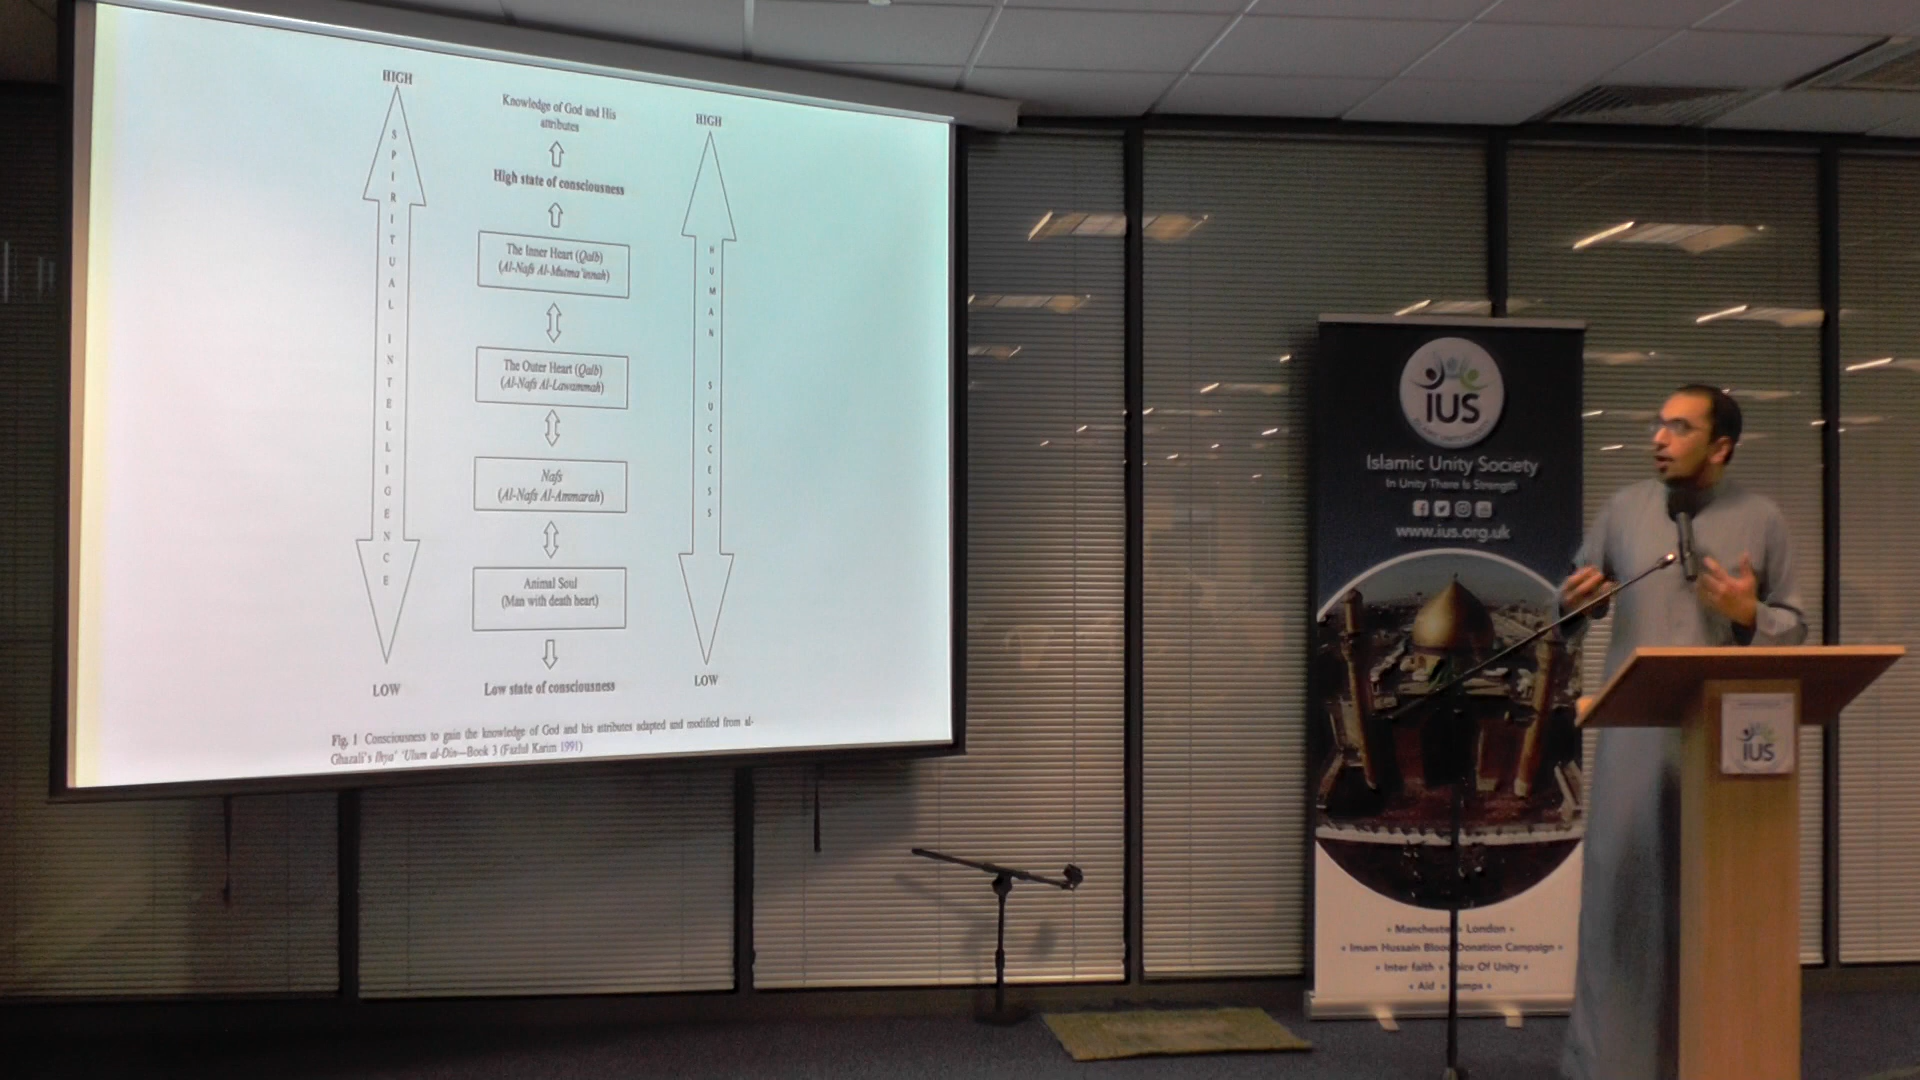 HIGH
SPIRITUAL INTELLIGENCE
LOW
Knowledge of God and His
attributes
High state of consciousness
The Inner Heart (Qalb)
(Al-Nafs Al-Mutma'innah)
The Outer Heart (Qalb)
(Al-Nafs Al-Lawammah)
Nafs
(Al-Nafs Al-Ammarah)
Animal Soul
(Man with death heart)
Low state of consciousness
HIGH
HUMAN SUCCESS
LOW
Fig. 1 Consciousness to gain the knowledge of God and his attributes adapted and modified from al-
Ghazali's Ihya' 'Ulum al-Din—Book 3 (Fazlul Karim 1991)
IUS
Islamic Unity Society
In Unity There Is Strength
www.ius.org.uk
• Manchester • London •
• Imam Hussain Blood Donation Campaign •
• Inter faith • Voice Of Unity •
• Aid • Camps •
IUS